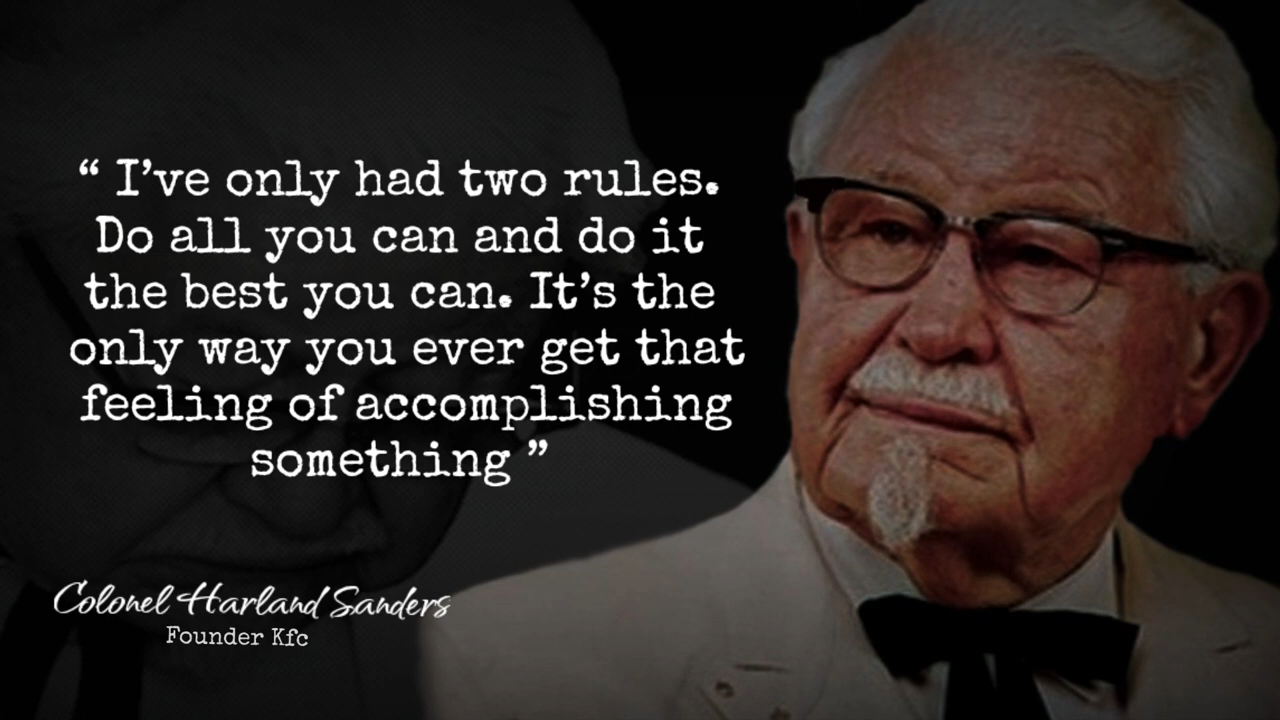 “ I’ve only had two rules.
Do all you can and do it
the best you can. It’s the
only way you ever get that
feeling of accomplishing
something ”
Colonel Harland Sanders
Founder Kfc